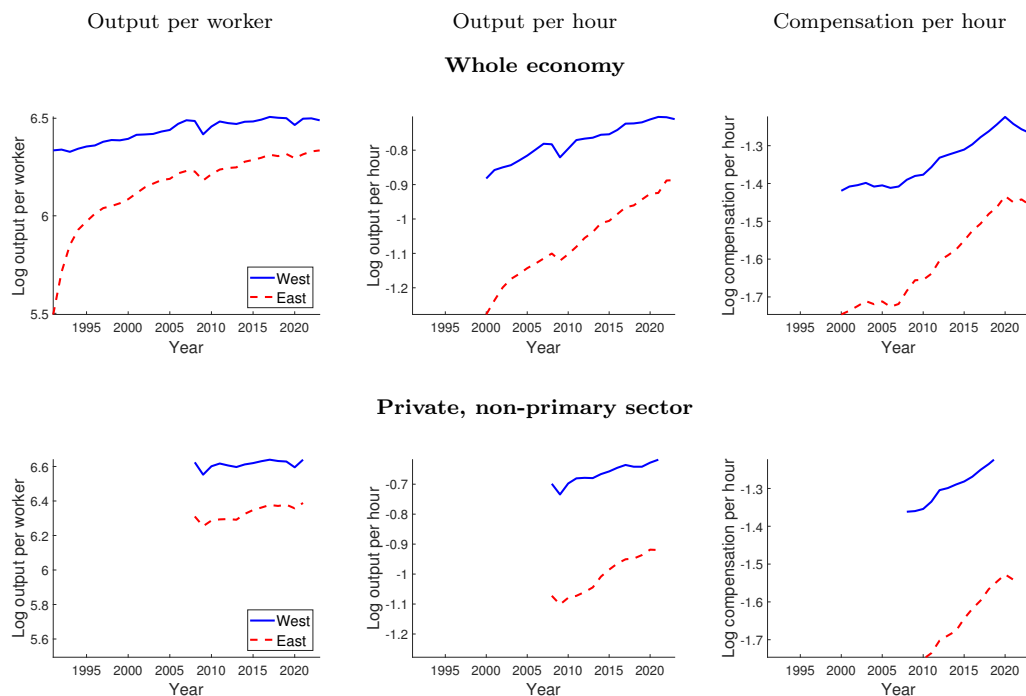 Output per worker
Output per hour
Compensation per hour
Whole economy
Log output per worker
6.5
6
5.5
1995 2000 2005 2010 2015 2020
Year
West
East
Log output per hour
-0.8
-0.9
-1
-1.1
-1.2
1995 2000 2005 2010 2015 2020
Year
Log compensation per hour
-1.3
-1.4
-1.5
-1.6
-1.7
1995 2000 2005 2010 2015 2020
Year
Private, non-primary sector
Log output per worker
6.6
6.4
6.2
6
5.8
5.6
1995 2000 2005 2010 2015 2020
Year
West
East
Log output per hour
-0.7
-0.8
-0.9
-1
-1.1
-1.2
1995 2000 2005 2010 2015 2020
Year
Log compensation per hour
-1.3
-1.4
-1.5
-1.6
-1.7
1995 2000 2005 2010 2015 2020
Year